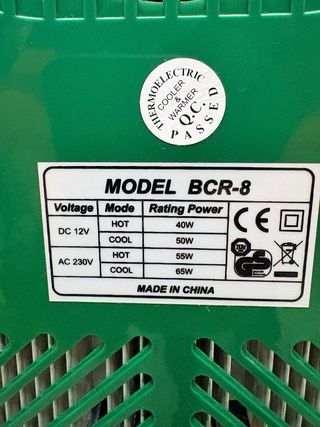 THERMOELECTRIC
COOLER
&
WARMER
Q.C.
PASSED
MODEL BCR-8
Voltage Mode Rating Power
DC 12V HOT 40W
COOL 50W
AC 230V HOT 55W
COOL 65W
CE
TÜV
GS
MADE IN CHINA